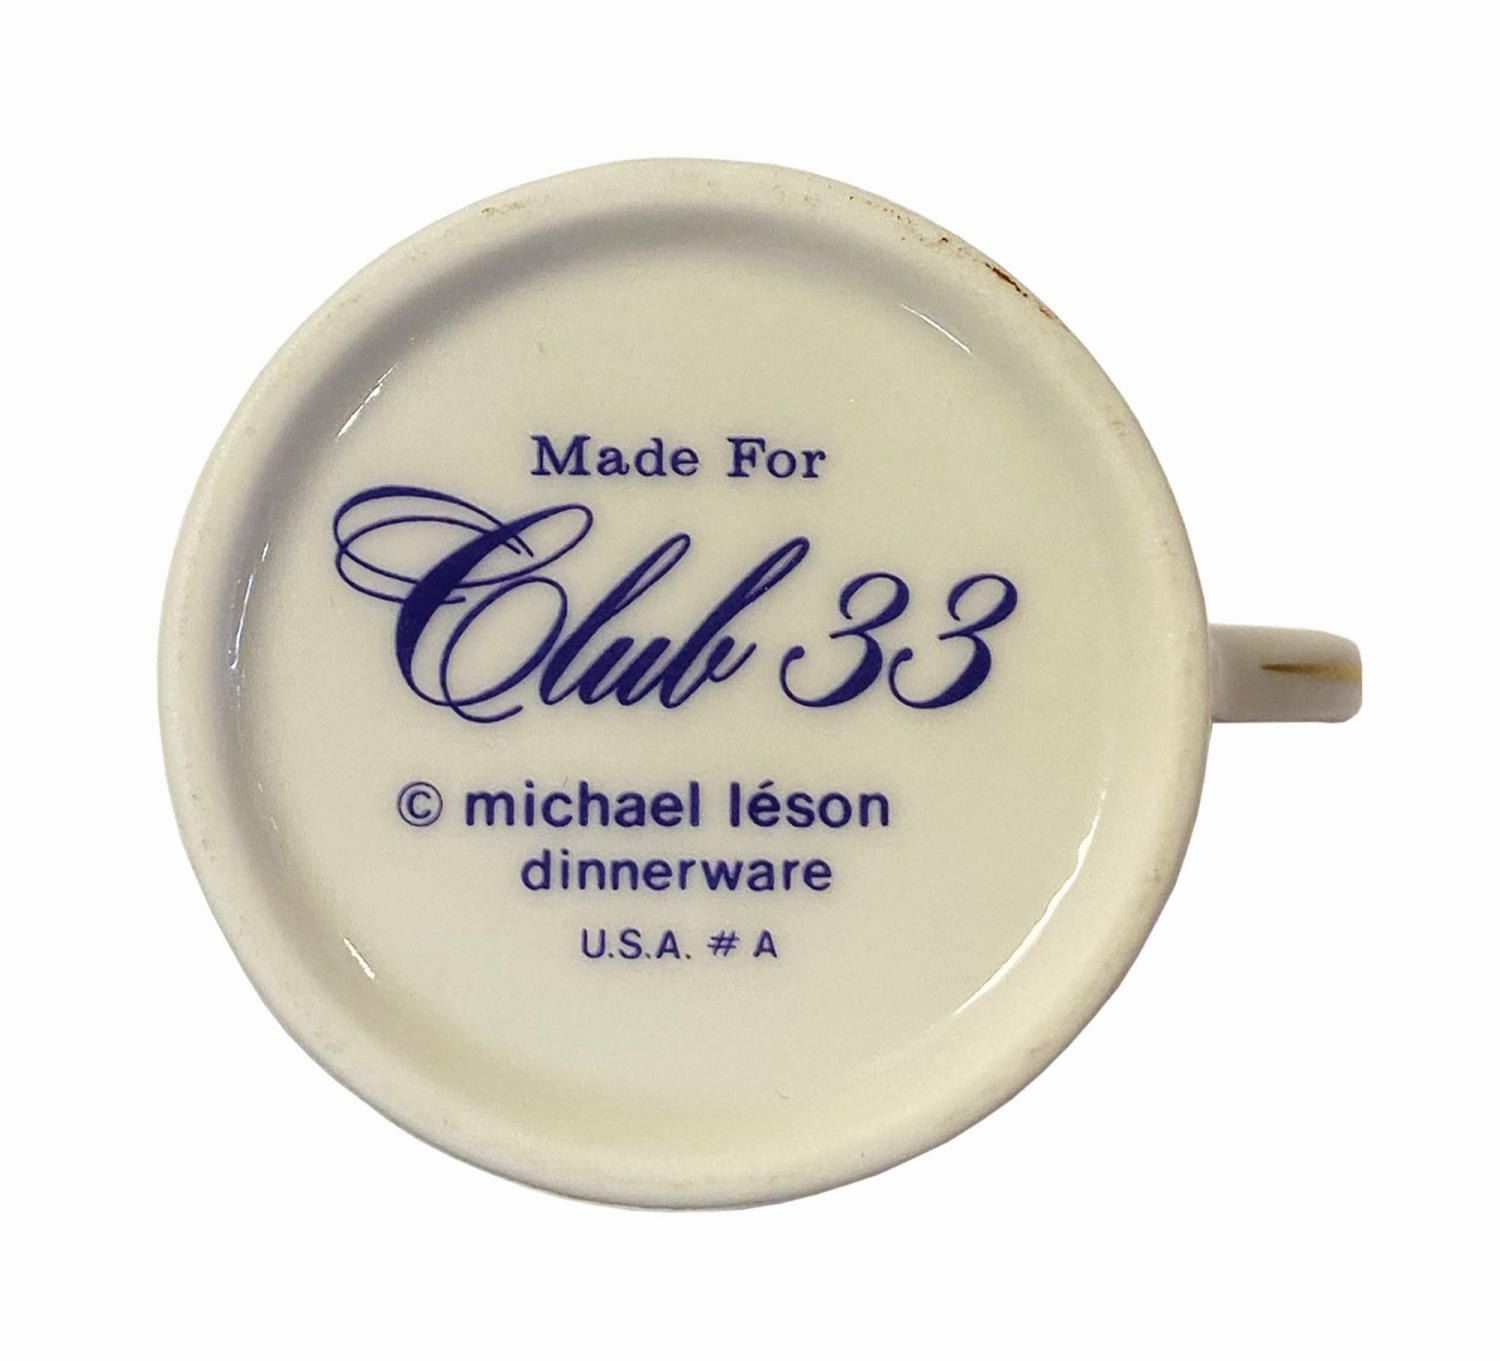 Made For
Club 33
© michael léson
dinnerware
U.S.A. # A